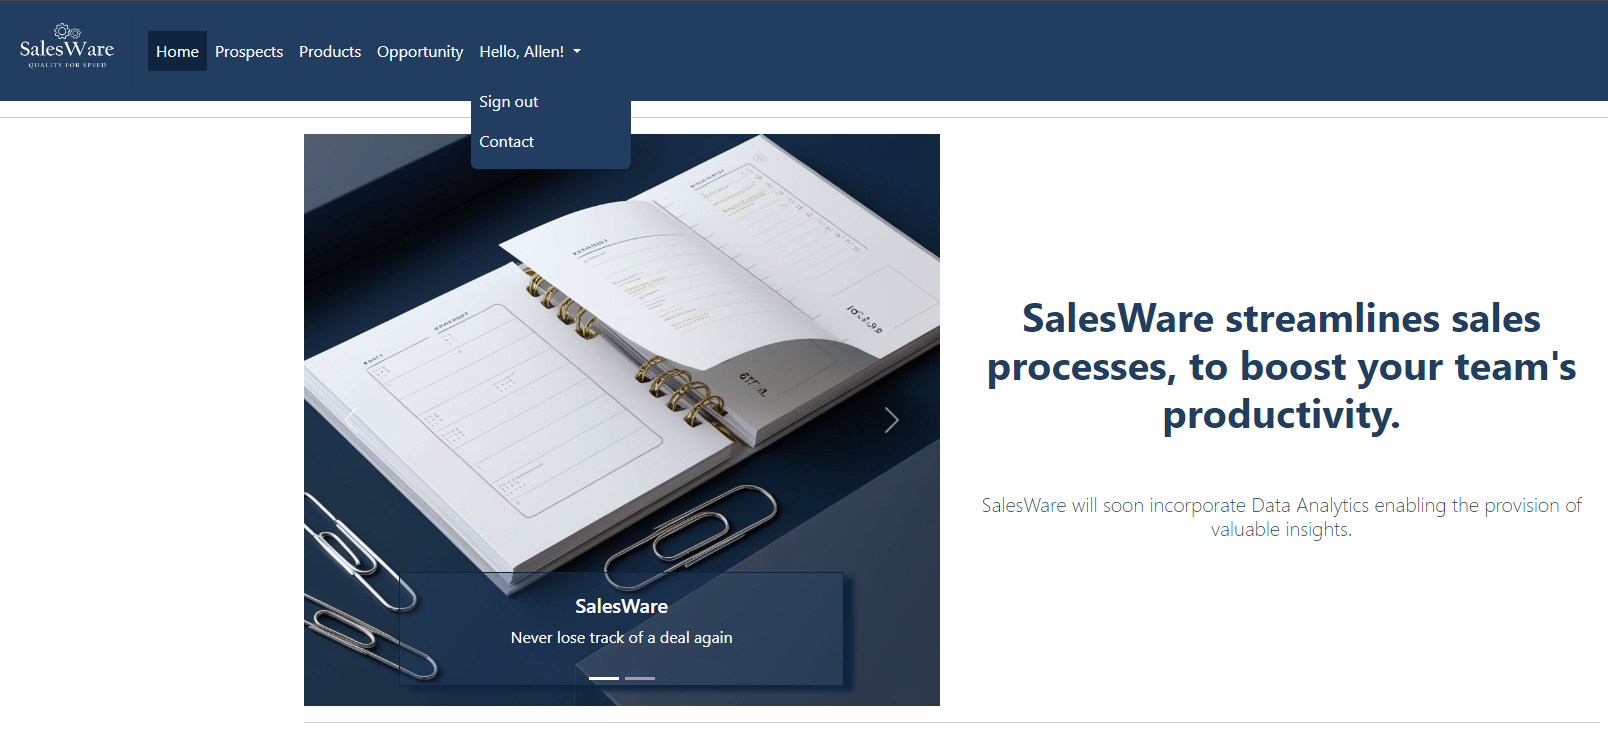 SalesWare
QUALITY FOR SPEED
Home Prospects Products Opportunity Hello, Allen!
Sign out
Contact
SalesWare streamlines sales
processes, to boost your team's
productivity.
SalesWare will soon incorporate Data Analytics enabling the provision of
valuable insights.
SalesWare
Never lose track of a deal again